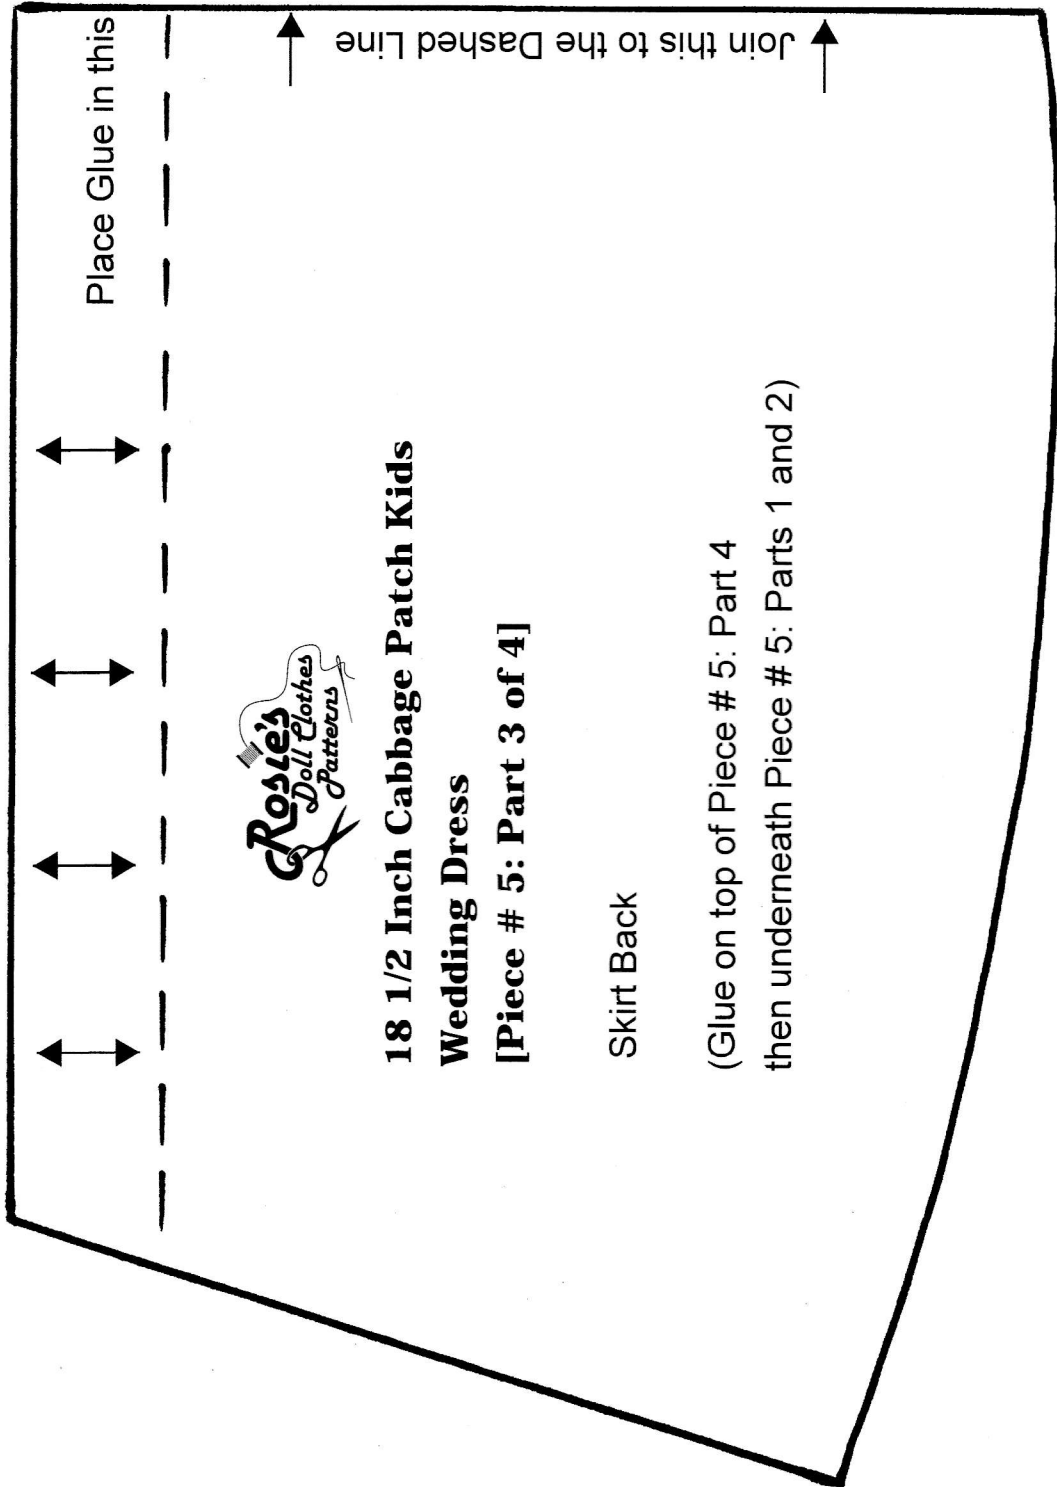 Place Glue in this
Join this to the Dashed Line
Rosie's
Doll Clothes
Patterns
18 1/2 Inch Cabbage Patch Kids
Wedding Dress
[Piece # 5: Part 3 of 4]
Skirt Back
(Glue on top of Piece # 5: Part 4
then underneath Piece # 5: Parts 1 and 2)